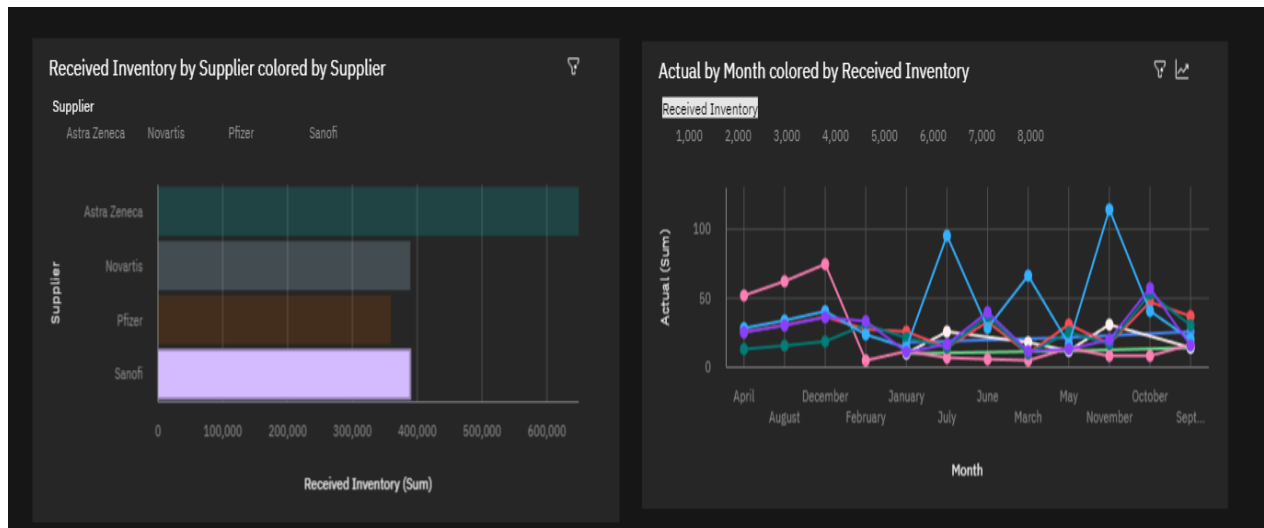 Received Inventory by Supplier colored by Supplier
Supplier
Astra Zeneca Novartis Pfizer Sanofi
Supplier
Astra Zeneca
Novartis
Pfizer
Sanofi
0 100,000 200,000 300,000 400,000 500,000 600,000
Received Inventory (Sum)
Actual by Month colored by Received Inventory
Received Inventory
1,000 2,000 3,000 4,000 5,000 6,000 7,000 8,000
Actual (Sum)
100
50
0
April December January June May October
August February July March November Sept...
Month